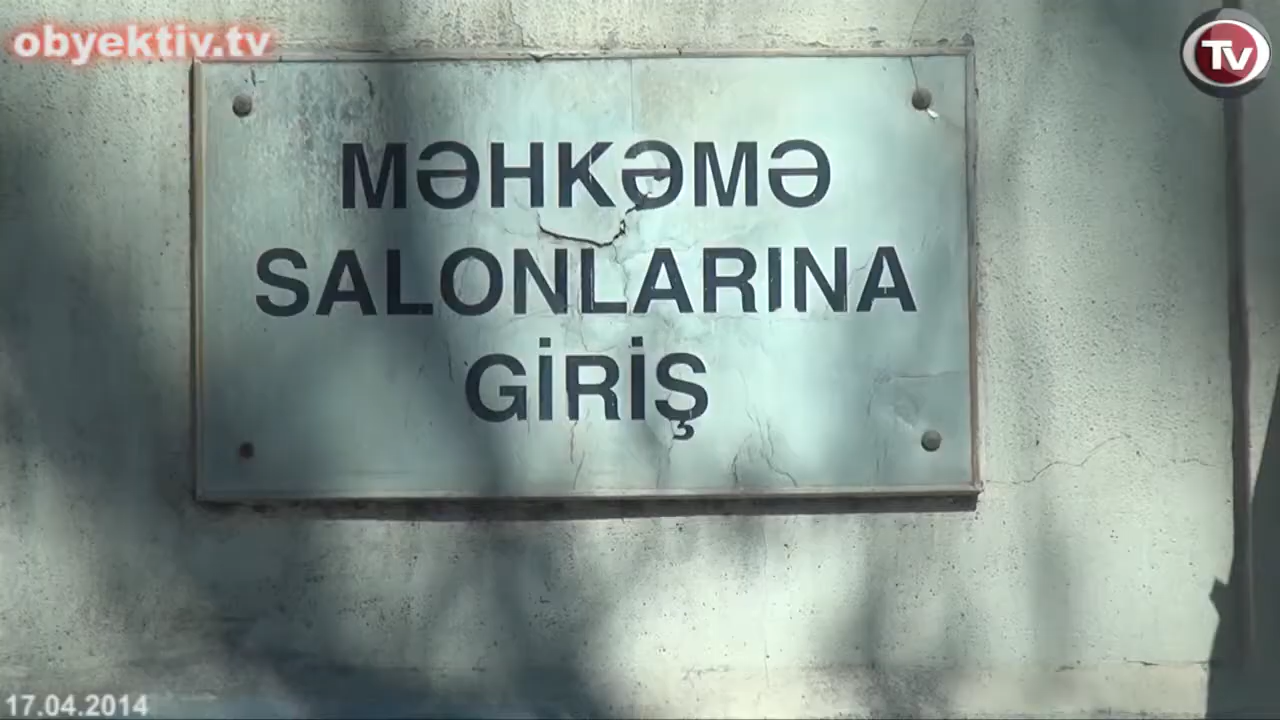 obyektiv.tv
TV
MƏHKƏMƏ
SALONLARINA
GİRİŞ
17.04.2014